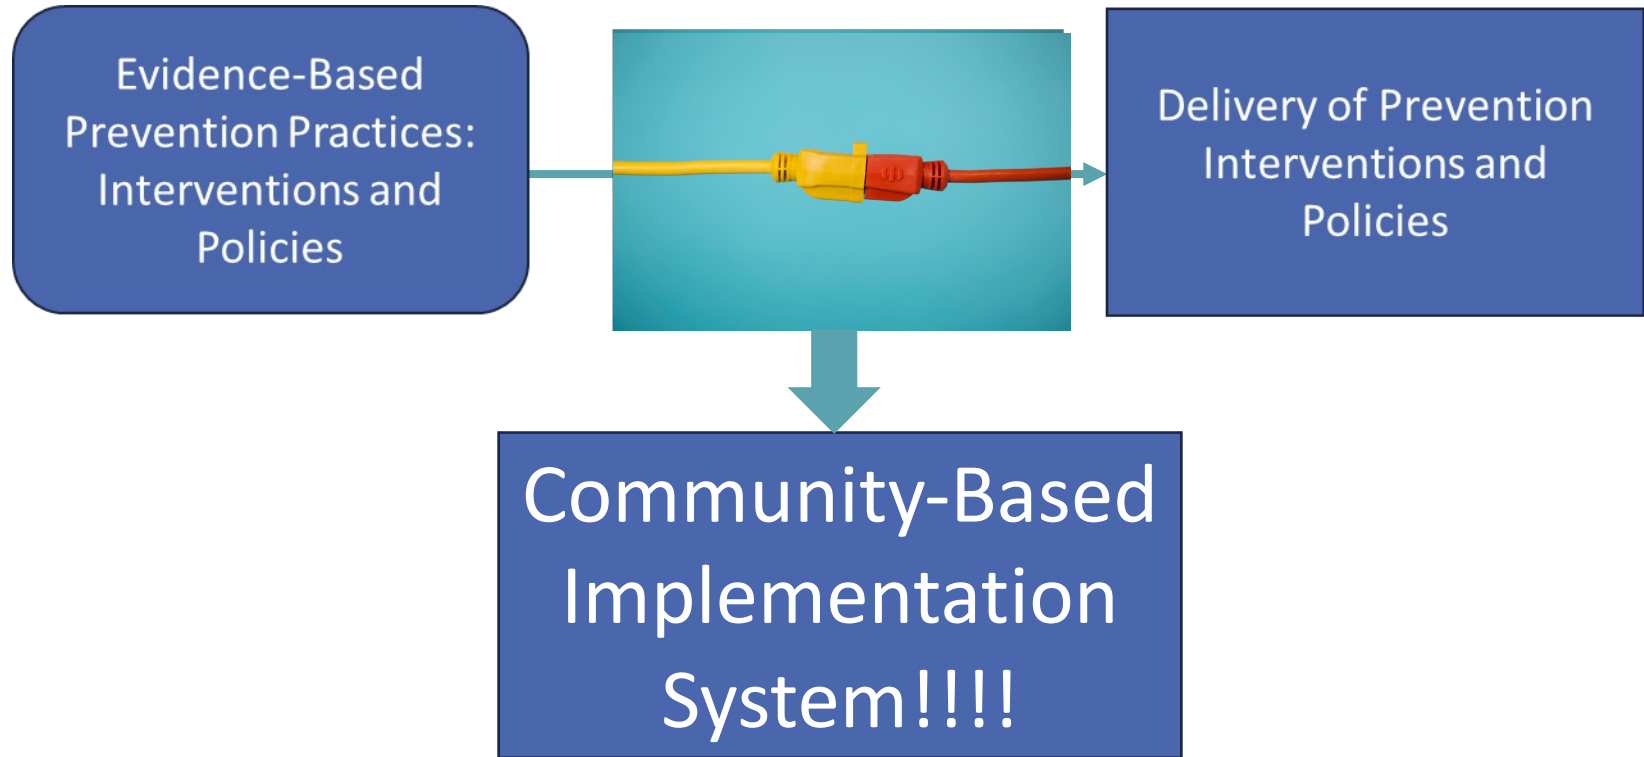 Evidence-Based
Prevention Practices:
Interventions and
Policies
Delivery of Prevention
Interventions and
Policies
Community-Based
Implementation
System!!!!